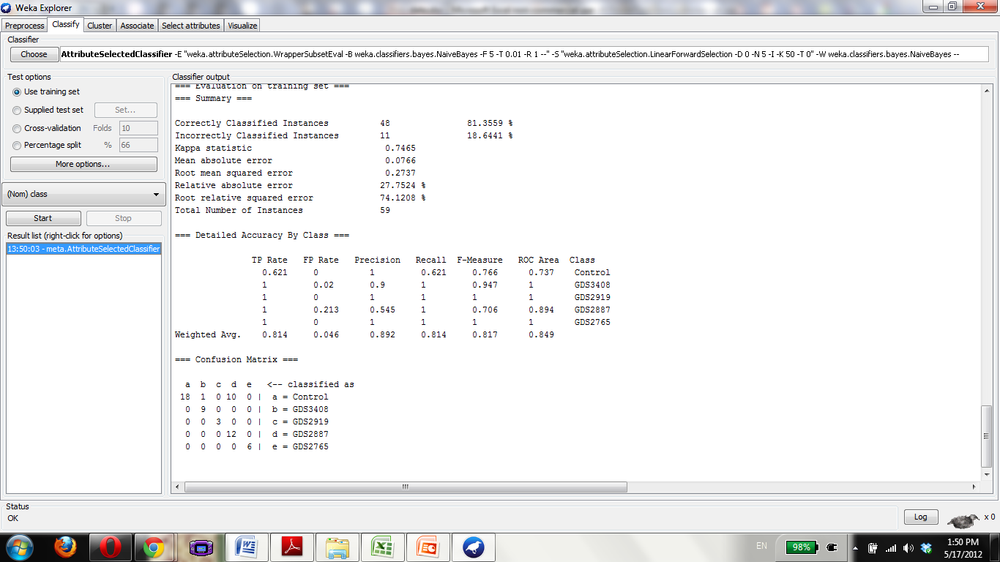 Weka Explorer
Preprocess Classify Cluster Associate Select attributes Visualize
Classifier
Choose AttributeSelectedClassifier -E "weka.attributeSelection.WrapperSubsetEval -B weka.classifiers.bayes.NaiveBayes -F 5 -T 0.01 -R 1 --" -S "weka.attributeSelection.LinearForwardSelection -D 0 -N 5 -I -K 50 -T 0" -W weka.classifiers.bayes.NaiveBayes --
Test options
Use training set
Supplied test set Set...
Cross-validation Folds 10
Percentage split % 66
More options...
(Nom) class
Start Stop
Result list (right-click for options)
13:50:03 - meta.AttributeSelectedClassifier
Classifier output
=== Evaluation on training set ===
=== Summary ===
Correctly Classified Instances 48 81.3559 %
Incorrectly Classified Instances 11 18.6441 %
Kappa statistic 0.7465
Mean absolute error 0.0766
Root mean squared error 0.2737
Relative absolute error 27.7524 %
Root relative squared error 74.1208 %
Total Number of Instances 59
=== Detailed Accuracy By Class ===
TP Rate FP Rate Precision Recall F-Measure ROC Area Class
0.621 0 1 0.621 0.766 0.737 Control
1 0.02 0.9 1 0.947 1 GDS3408
1 0 1 1 1 1 GDS2919
1 0.213 0.545 1 0.706 0.894 GDS2887
1 0 1 1 1 1 GDS2765
Weighted Avg. 0.814 0.046 0.892 0.814 0.817 0.849
=== Confusion Matrix ===
a b c d e <-- classified as
18 1 0 10 0 | a = Control
0 9 0 0 0 | b = GDS3408
0 0 3 0 0 | c = GDS2919
0 0 0 12 0 | d = GDS2887
0 0 0 0 6 | e = GDS2765
Status
OK
Log x 0
EN 98% 1:50 PM
5/17/2012